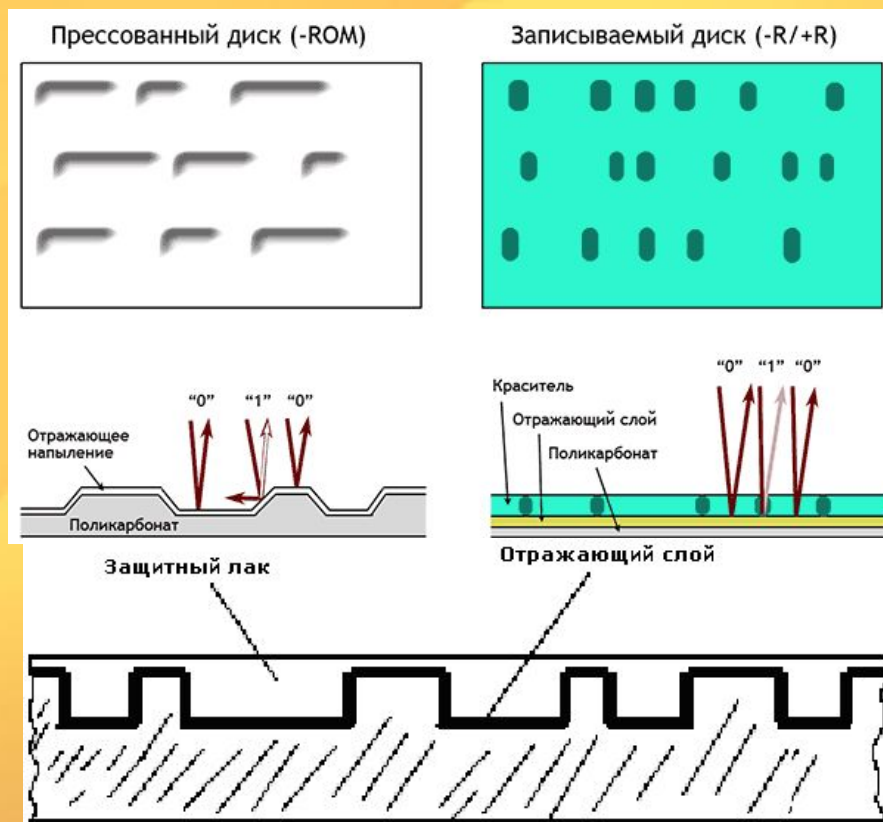 Прессованный диск (-ROM)
Записываемый диск (-R/+R)
“0”
“1”
“0”
Отражающее
напыление
Поликарбонат
“0”
“1”
“0”
Краситель
Отражающий слой
Поликарбонат
Защитный лак
Отражающий слой